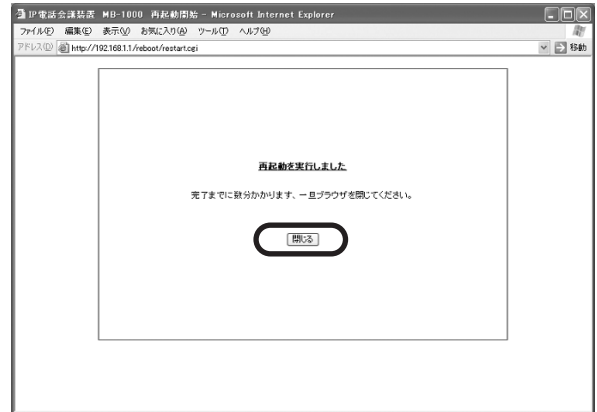 IP電話会議装置 MB-1000 再起動開始 - Microsoft Internet Explorer
ファイル(F) 編集(E) 表示(V) お気に入り(A) ツール(T) ヘルプ(H)
アドレス(D) http://192.168.1.1/reboot/restart.cgi 移動
再起動を実行しました
完了までに数分かかります、一旦ブラウザを閉じてください。
閉じる